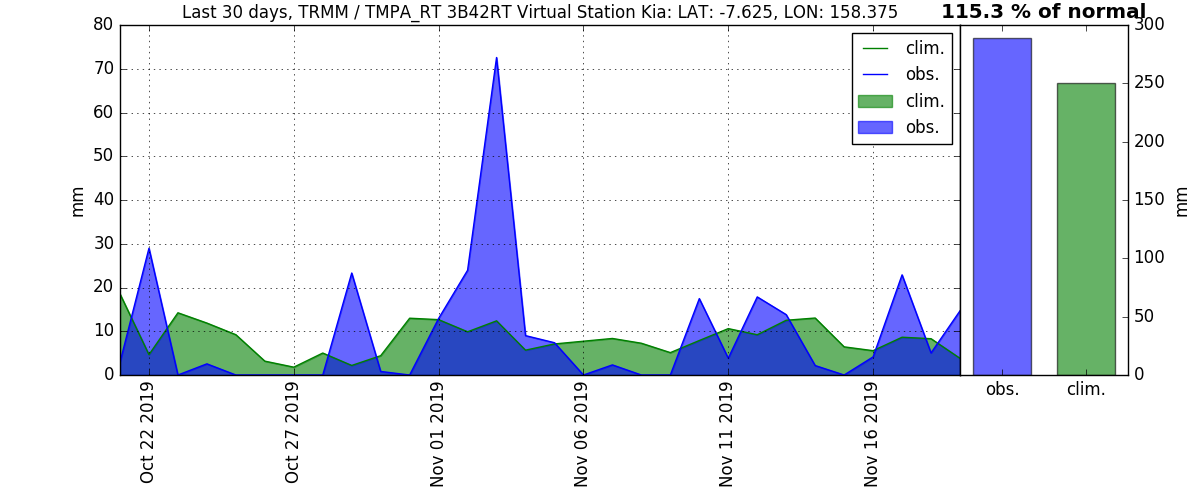 Last 30 days, TRMM / TMPA_RT 3B42RT Virtual Station Kia: LAT: -7.625, LON: 158.375
115.3 % of normal
80
70
60
50
40
30
20
10
0
mm
clim.
obs.
clim.
obs.
300
250
200
150
100
50
0
mm
Oct 22 2019
Oct 27 2019
Nov 01 2019
Nov 06 2019
Nov 11 2019
Nov 16 2019
obs.
clim.